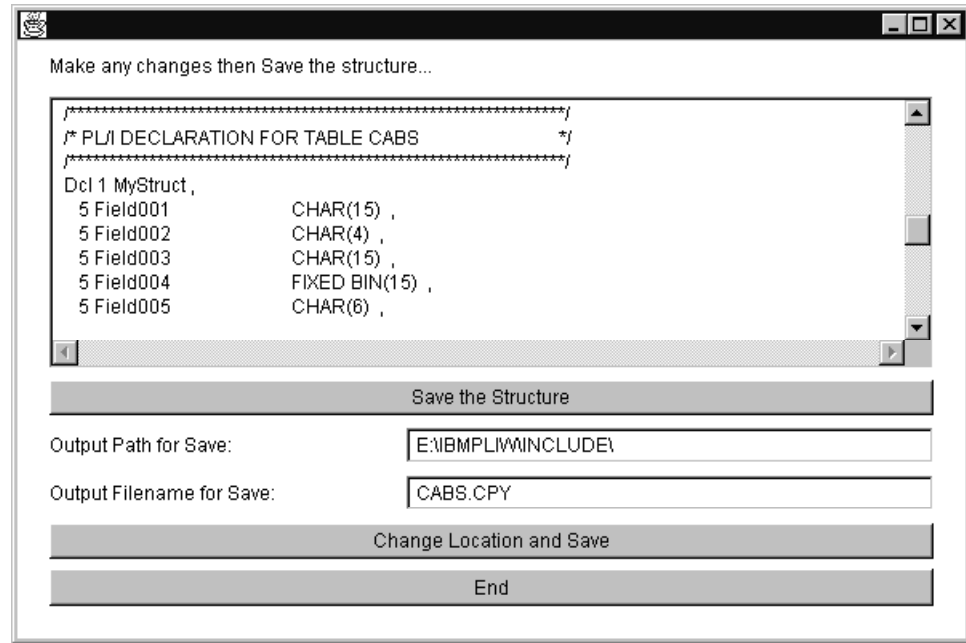 Make any changes then Save the structure...
/**************************************************************/
/* PL/I DECLARATION FOR TABLE CABS */
/**************************************************************/
Dcl 1 MyStruct ,
5 Field001 CHAR(15) ,
5 Field002 CHAR(4) ,
5 Field003 CHAR(15) ,
5 Field004 FIXED BIN(15) ,
5 Field005 CHAR(6) ,
Save the Structure
Output Path for Save: E:\IBMPLIW\INCLUDE\
Output Filename for Save: CABS.CPY
Change Location and Save
End